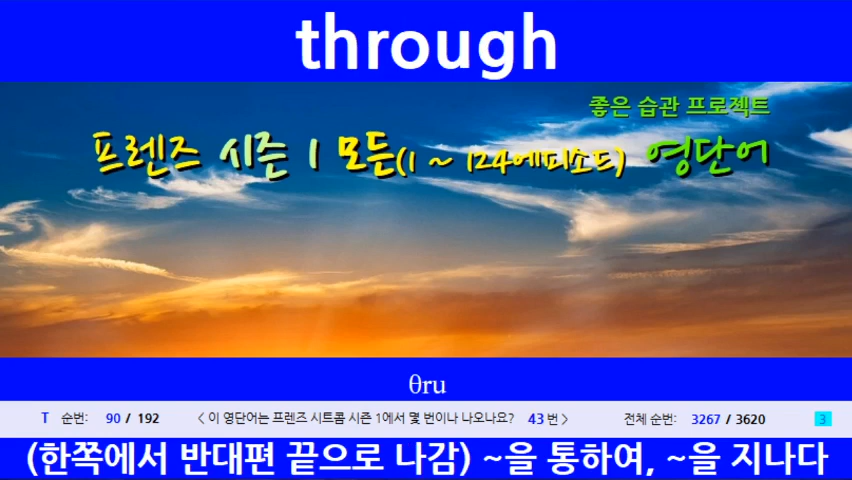 through
좋은 습관 프로젝트
프렌즈 시즌 1 모든(1 ~ 124에피소드) 영단어
θru
T 순번: 90 / 192 < 이 영단어는 프렌즈 시트콤 시즌 1에서 몇 번이나 나오나요? 43 번 > 전체 순번: 3267 / 3620 3
(한쪽에서 반대편 끝으로 나감) ~을 통하여, ~을 지나다